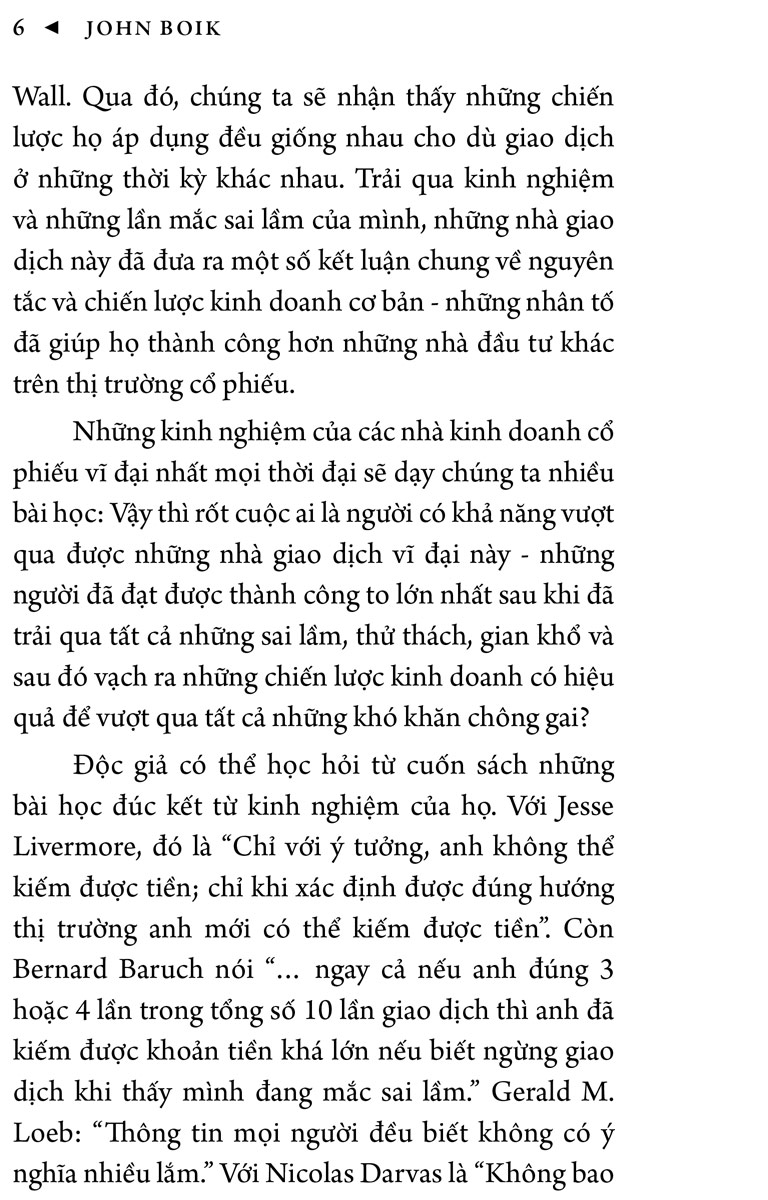 6 ◄ JOHN BOIK
Wall. Qua đó, chúng ta sẽ nhận thấy những chiến
lược họ áp dụng đều giống nhau cho dù giao dịch
ở những thời kỳ khác nhau. Trải qua kinh nghiệm
và những lần mắc sai lầm của mình, những nhà giao
dịch này đã đưa ra một số kết luận chung về nguyên
tắc và chiến lược kinh doanh cơ bản - những nhân tố
đã giúp họ thành công hơn những nhà đầu tư khác
trên thị trường cổ phiếu.
Những kinh nghiệm của các nhà kinh doanh cổ
phiếu vĩ đại nhất mọi thời đại sẽ dạy chúng ta nhiều
bài học: Vậy thì rốt cuộc ai là người có khả năng vượt
qua được những nhà giao dịch vĩ đại này - những
người đã đạt được thành công to lớn nhất sau khi đã
trải qua tất cả những sai lầm, thử thách, gian khổ và
sau đó vạch ra những chiến lược kinh doanh có hiệu
quả để vượt qua tất cả những khó khăn chông gai?
Độc giả có thể học hỏi từ cuốn sách những
bài học đúc kết từ kinh nghiệm của họ. Với Jesse
Livermore, đó là “Chỉ với ý tưởng, anh không thể
kiếm được tiền; chỉ khi xác định được đúng hướng
thị trường anh mới có thể kiếm được tiền”. Còn
Bernard Baruch nói “… ngay cả nếu anh đúng 3
hoặc 4 lần trong tổng số 10 lần giao dịch thì anh đã
kiếm được khoản tiền khá lớn nếu biết ngừng giao
dịch khi thấy mình đang mắc sai lầm.” Gerald M.
Loeb: “Thông tin mọi người đều biết không có ý
nghĩa nhiều lắm.” Với Nicolas Darvas là “Không bao